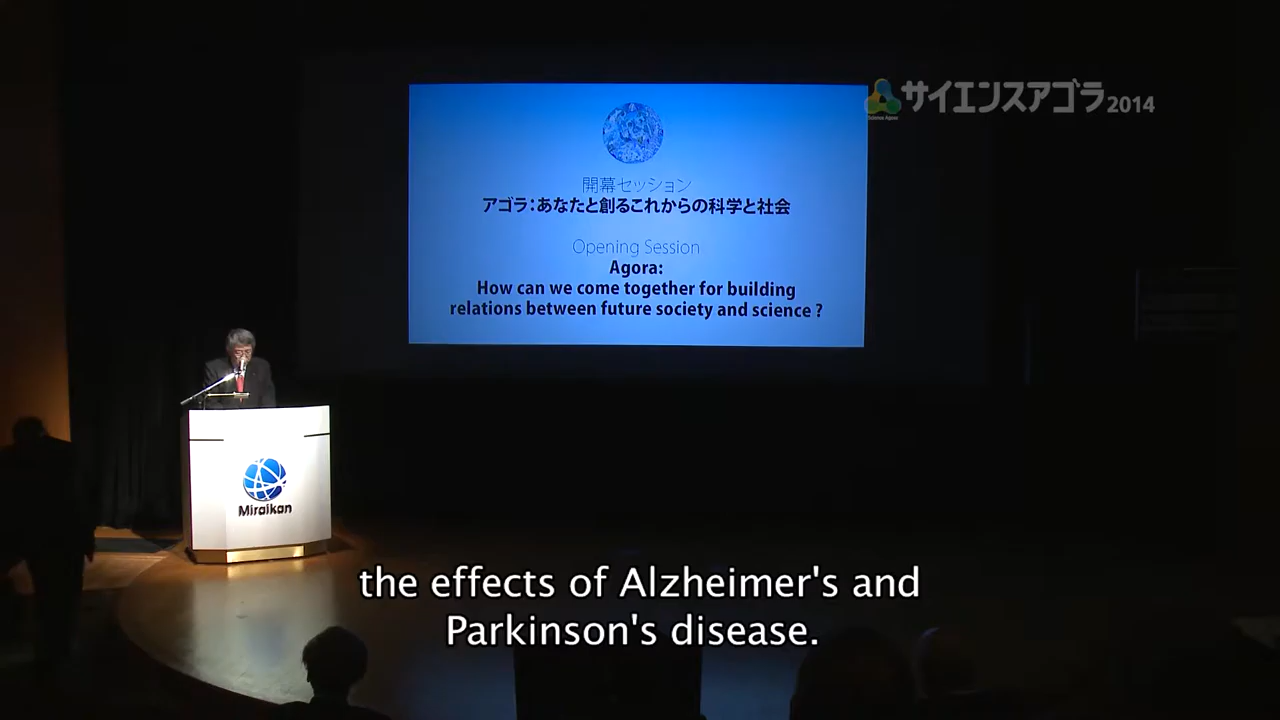 サイエンスアゴラ2014
Science Agora
開幕セッション
アゴラ：あなたと創るこれからの科学と社会
Opening Session
Agora:
How can we come together for building
relations between future society and science ?
Miraikan
the effects of Alzheimer's and
Parkinson's disease.